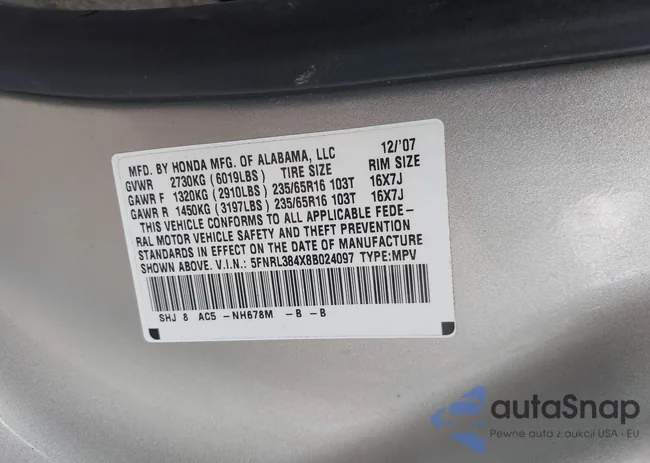 MFD. BY HONDA MFG. OF ALABAMA, LLC 12/'07
GVWR 2730KG (6019LBS) TIRE SIZE RIM SIZE
GAWR F 1320KG (2910LBS) 235/65R16 103T 16X7J
GAWR R 1450KG (3197LBS) 235/65R16 103T 16X7J
THIS VEHICLE CONFORMS TO ALL APPLICABLE FEDE-
RAL MOTOR VEHICLE SAFETY AND THEFT PREVENTION
STANDARDS IN EFFECT ON THE DATE OF MANUFACTURE
SHOWN ABOVE. V.I.N.: 5FNRL384X8B024097 TYPE:MPV
SHJ 8 AC5 -NH678M -B -B
autoSnap
Pewne auta z aukcji USA - EU